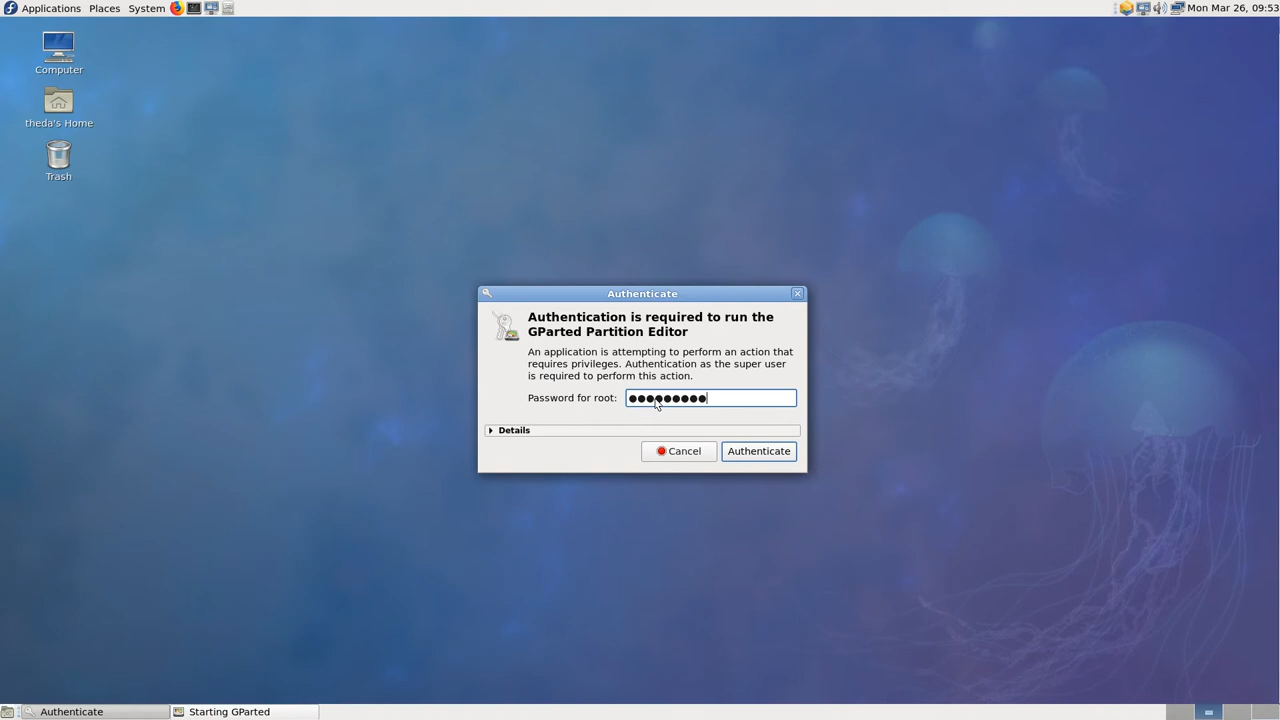 Applications Places System Mon Mar 26, 09:53
Computer
theda's Home
Trash
Authenticate
Authentication is required to run the
GParted Partition Editor
An application is attempting to perform an action that
requires privileges. Authentication as the super user
is required to perform this action.
Password for root: ●●●●●●●●●
Details
Cancel Authenticate
Authenticate Starting GParted